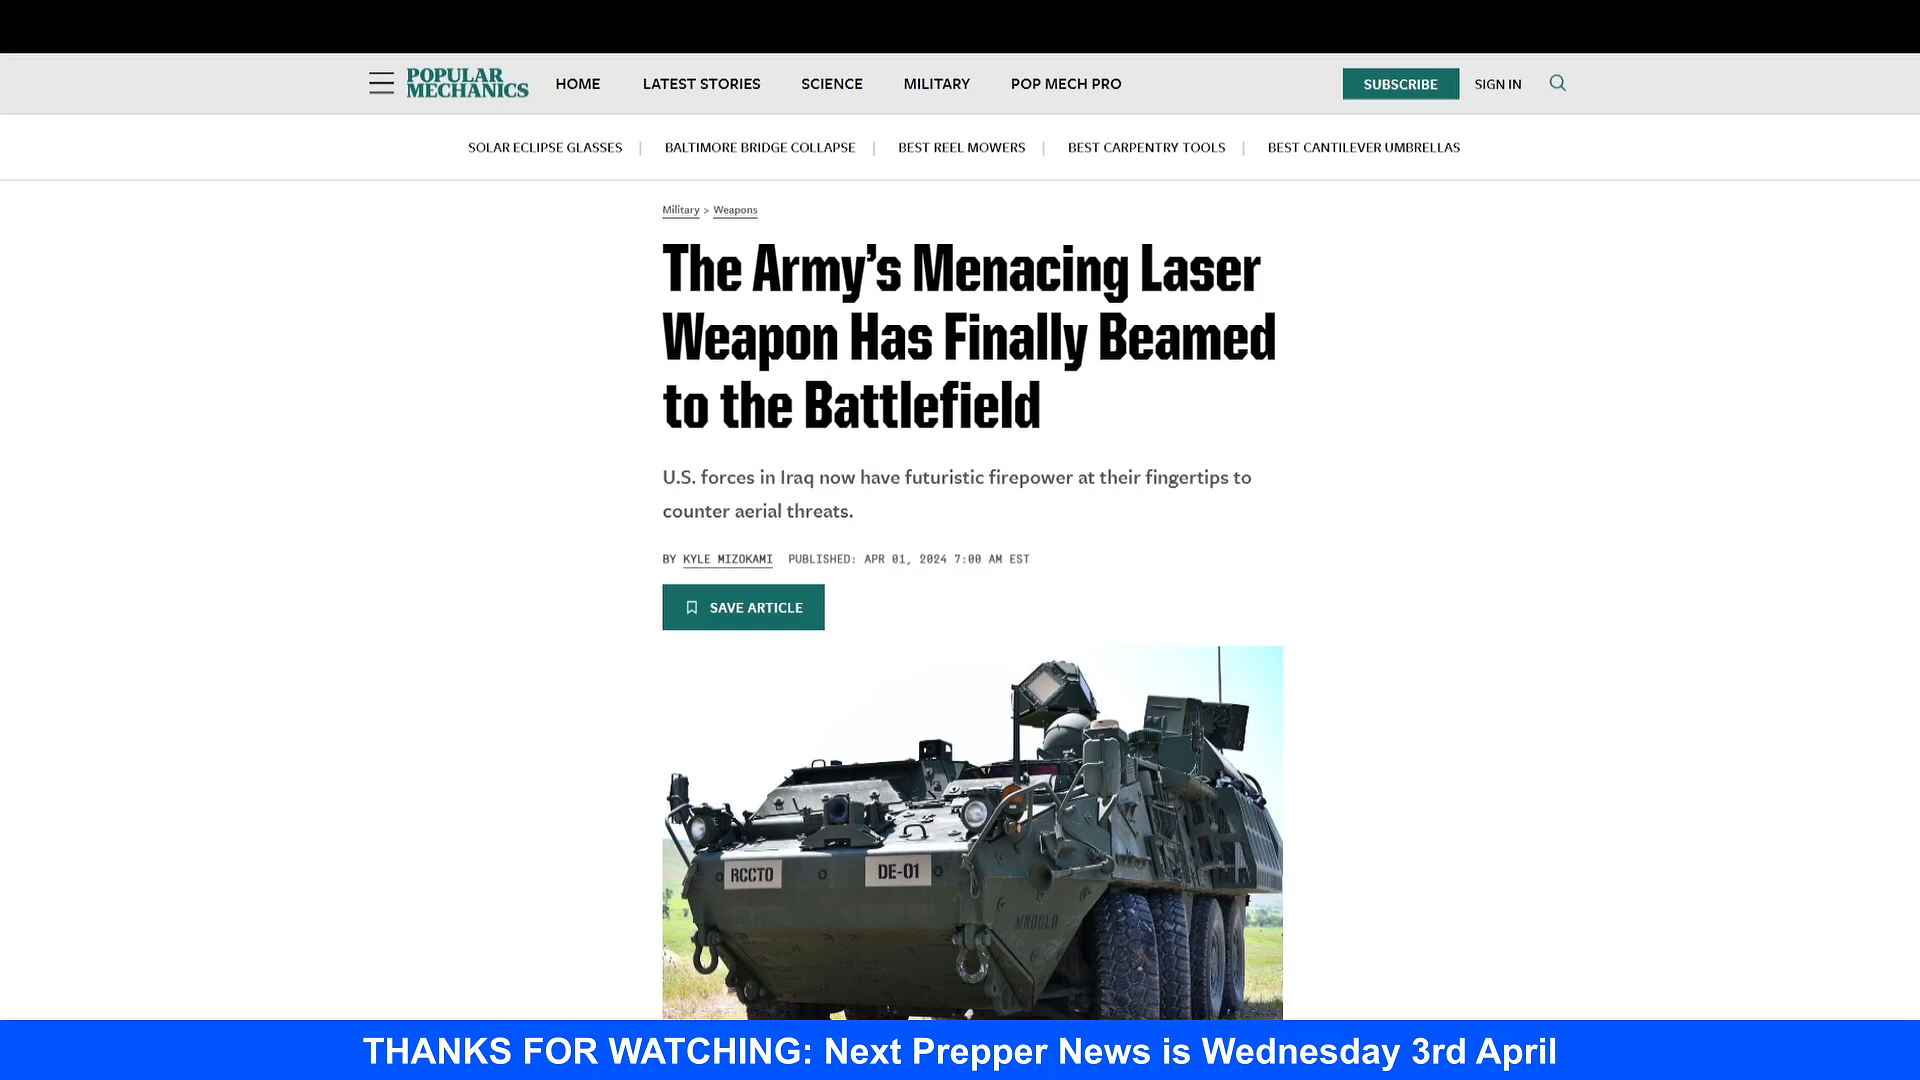 POPULAR
MECHANICS
HOME
LATEST STORIES
SCIENCE
MILITARY
POP MECH PRO
SUBSCRIBE
SIGN IN
SOLAR ECLIPSE GLASSES | BALTIMORE BRIDGE COLLAPSE | BEST REEL MOWERS | BEST CARPENTRY TOOLS | BEST CANTILEVER UMBRELLAS
Military > Weapons
The Army’s Menacing Laser
Weapon Has Finally Beamed
to the Battlefield
U.S. forces in Iraq now have futuristic firepower at their fingertips to
counter aerial threats.
BY KYLE MIZOKAMI PUBLISHED: APR 01, 2024 7:00 AM EST
SAVE ARTICLE
RCCTO
DE-01
THANKS FOR WATCHING: Next Prepper News is Wednesday 3rd April